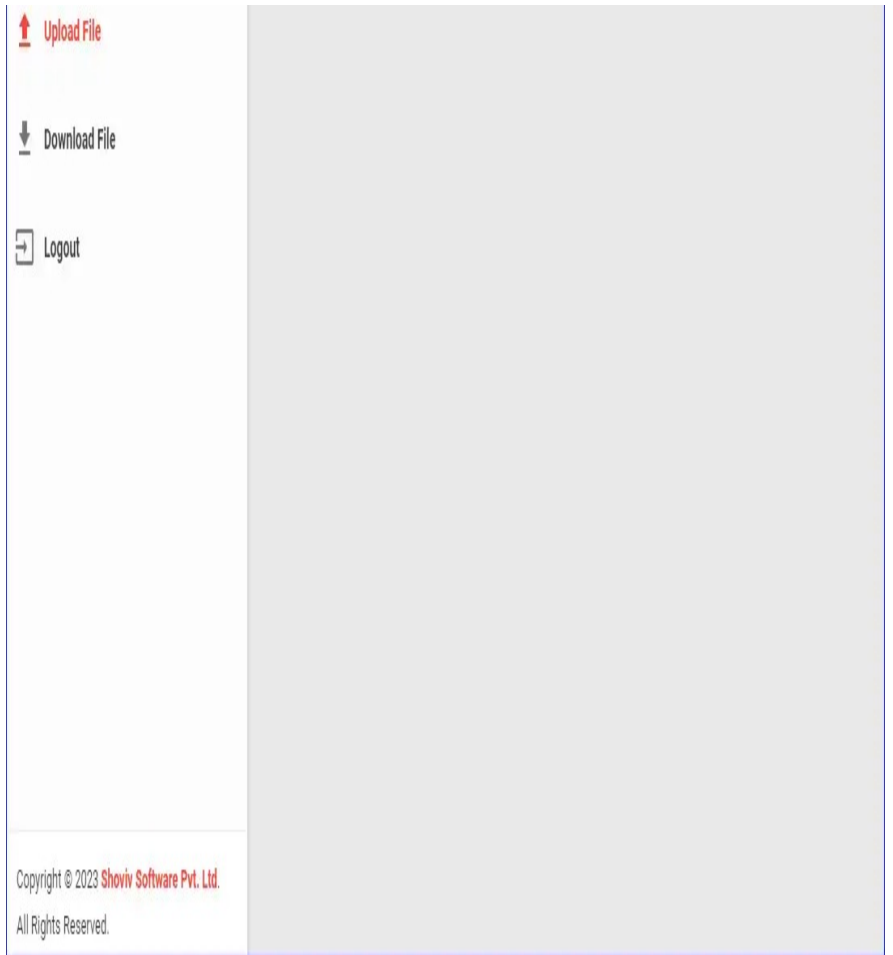 Upload File
Download File
Logout
Copyright © 2023 Shoviv Software Pvt. Ltd.
All Rights Reserved.